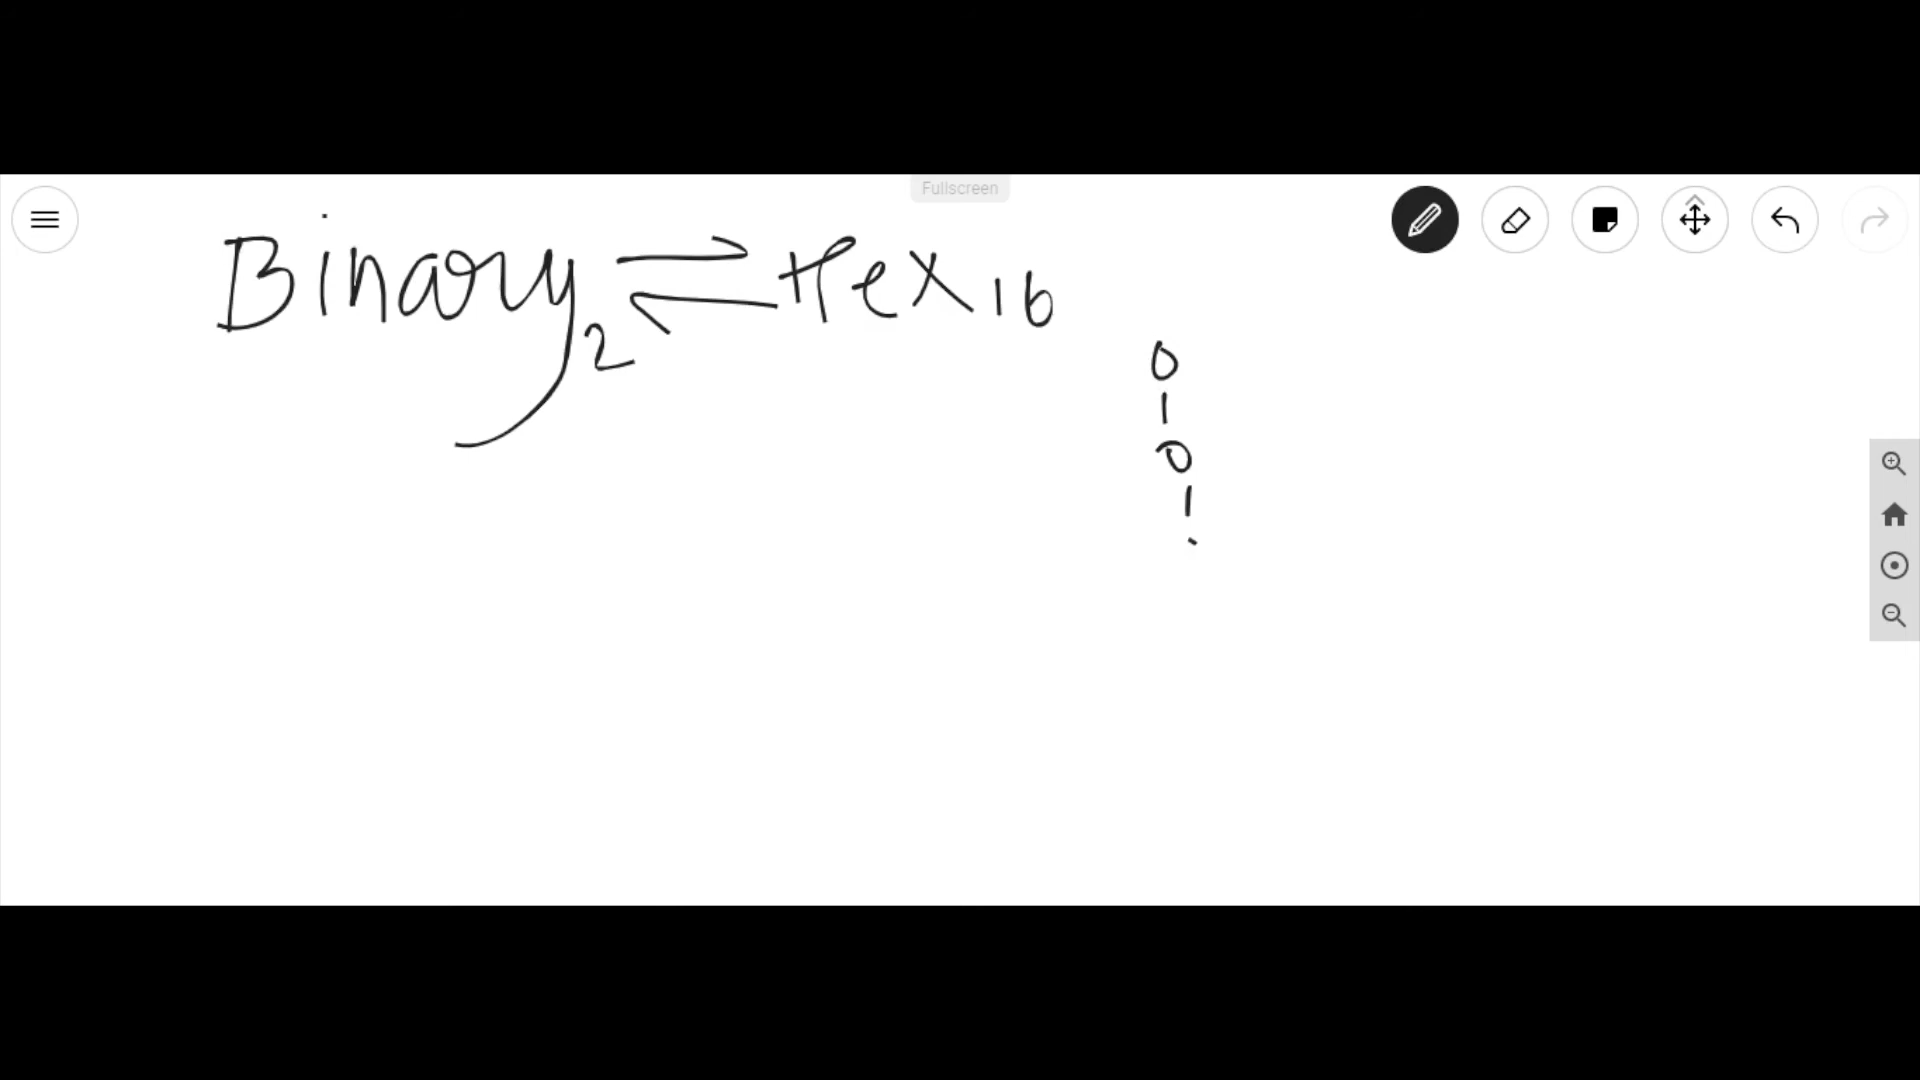 Fullscreen
Binary₂ ⇌ Hex₁₆
0
1
0
1
.